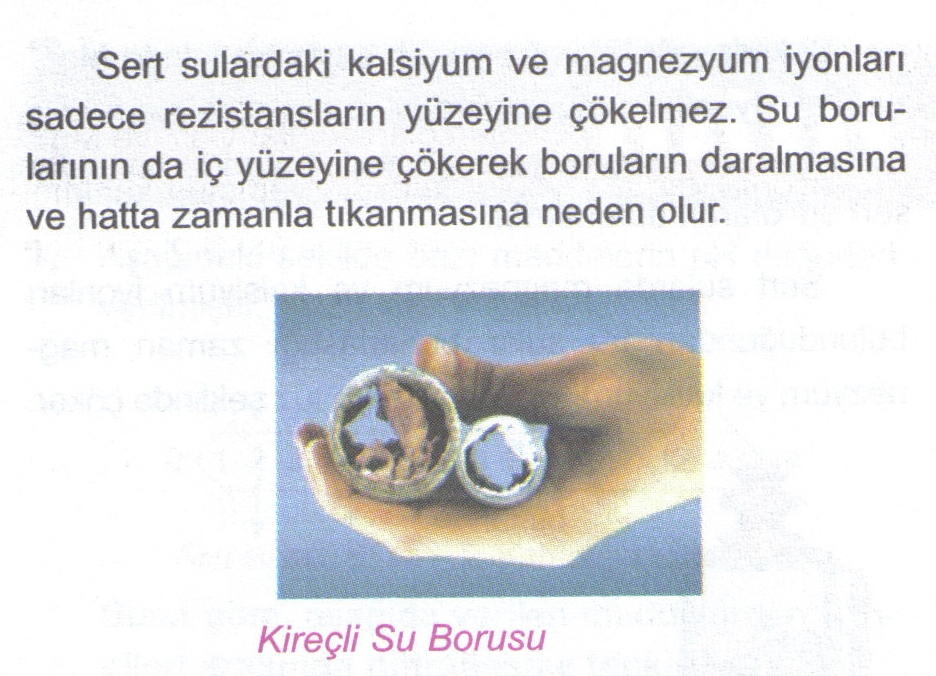 Sert sulardaki kalsiyum ve magnezyum iyonları
sadece rezistansların yüzeyine çökelmez. Su boru-
larının da iç yüzeyine çökerek boruların daralmasına
ve hatta zamanla tıkanmasına neden olur.
Kireçli Su Borusu